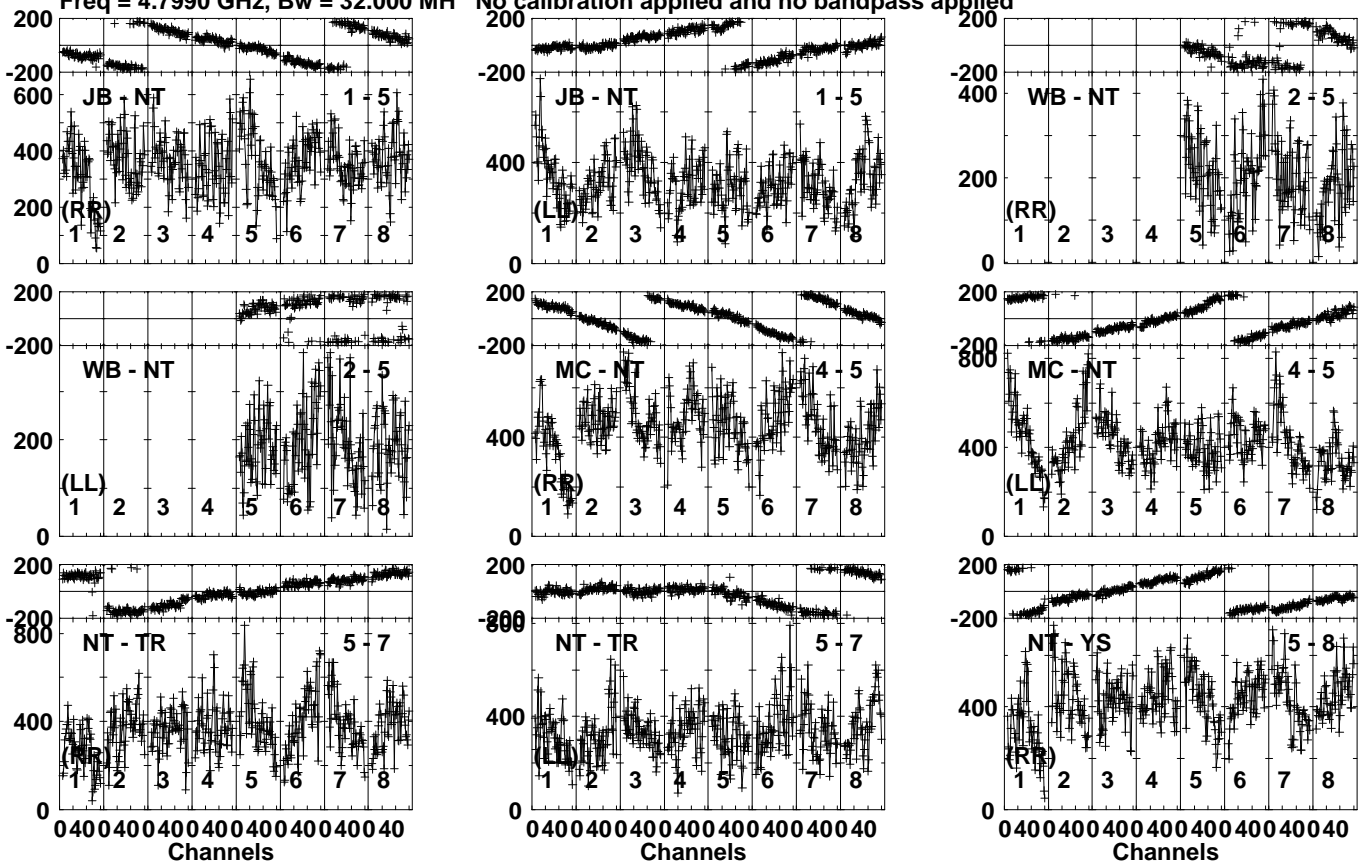 Freq = 4.7990 GHz, Bw = 32.000 MH No calibration applied and no bandpass applied
200
-200
600
400
200
0
JB - NT 1 - 5
(RR)
1 2 3 4 5 6 7 8
200
-200
400
0
JB - NT 1 - 5
(LL)
1 2 3 4 5 6 7 8
200
-200
400
200
0
WB - NT 2 - 5
(RR)
1 2 3 4 5 6 7 8
200
-200
200
0
WB - NT 2 - 5
(LL)
1 2 3 4 5 6 7 8
200
-200
400
0
MC - NT 4 - 5
(RR)
1 2 3 4 5 6 7 8
200
-200
800
400
0
MC - NT 4 - 5
(LL)
1 2 3 4 5 6 7 8
200
-200
800
400
0
NT - TR 5 - 7
(RR)
1 2 3 4 5 6 7 8
0 40 0 40 0 40 0 40 0 40 0 40 0 40 0 40
Channels
200
-200
800
400
0
NT - TR 5 - 7
(LL)
1 2 3 4 5 6 7 8
0 40 0 40 0 40 0 40 0 40 0 40 0 40 0 40
Channels
200
-200
400
0
NT - YS 5 - 8
(RR)
1 2 3 4 5 6 7 8
0 40 0 40 0 40 0 40 0 40 0 40 0 40 0 40
Channels